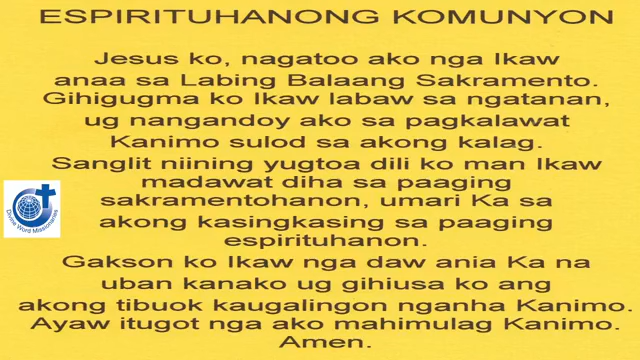 ESPIRITUHANONG KOMUNYON
Jesus ko, nagatoo ako nga Ikaw
anaa sa Labing Balaang Sakramento.
Gihigugma ko Ikaw labaw sa ngatanan,
ug nangandoy ako sa pagkalawat
Kanimo sulod sa akong kalag.
Sanglit niining yugtoa dili ko man Ikaw
madawat diha sa paaging
sakramentohanon, umari Ka sa
akong kasingkasing sa paaging
espirituhanon.
Gakson ko Ikaw nga daw ania Ka na
uban kanako ug gihiusa ko ang
akong tibuok kaugalingon nganha Kanimo.
Ayaw itugot nga ako mahimulag Kanimo.
Amen.
Divine Word Missionaries